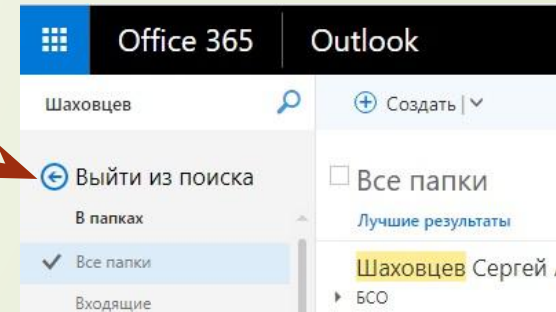 Office 365 Outlook
Шаховцев
Создать
Выйти из поиска
В папках
Все папки
Входящие
Все папки
Лучшие результаты
Шаховцев Сергей
БСО